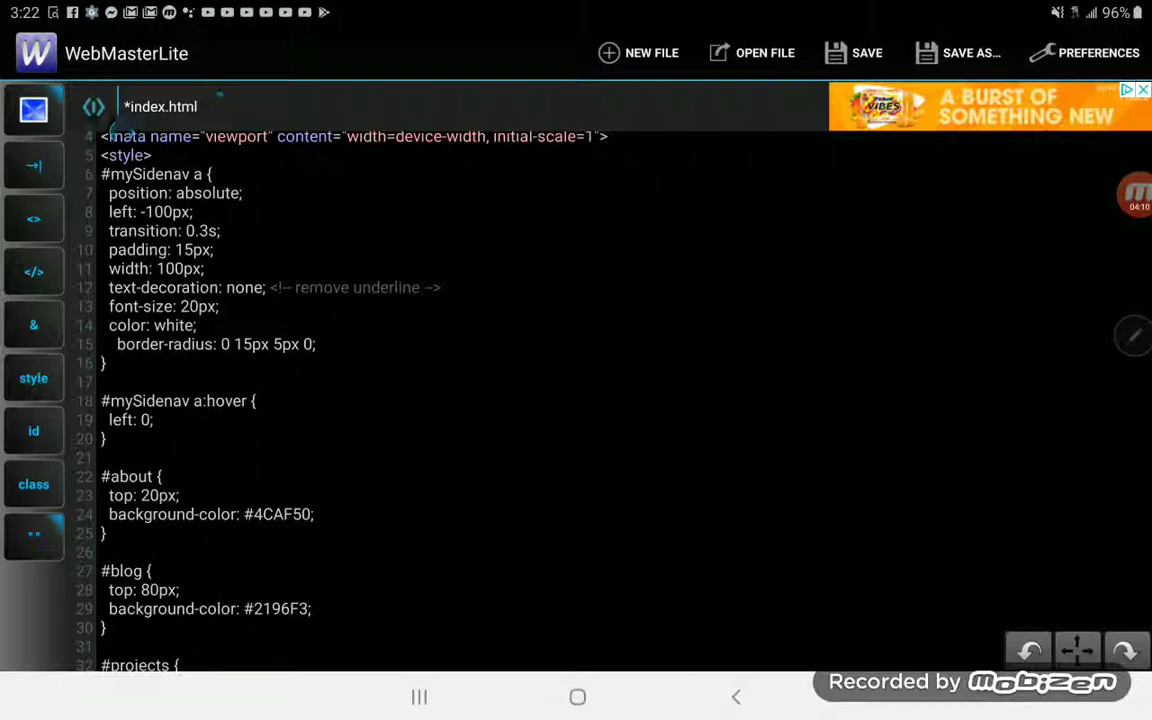 3:22
96%
WebMasterLite
NEW FILE
OPEN FILE
SAVE
SAVE AS...
PREFERENCES
*index.html
VIBES
A BURST OF
SOMETHING NEW
04:10
→|
<>
</>
&
style
id
class
" "
4 <meta name="viewport" content="width=device-width, initial-scale=1">
5 <style>
6 #mySidenav a {
7 position: absolute;
8 left: -100px;
9 transition: 0.3s;
10 padding: 15px;
11 width: 100px;
12 text-decoration: none; <!-- remove underline -->
13 font-size: 20px;
14 color: white;
15 border-radius: 0 15px 5px 0;
16 }
17
18 #mySidenav a:hover {
19 left: 0;
20 }
21
22 #about {
23 top: 20px;
24 background-color: #4CAF50;
25 }
26
27 #blog {
28 top: 80px;
29 background-color: #2196F3;
30 }
31
32 #projects {
Recorded by mobizen